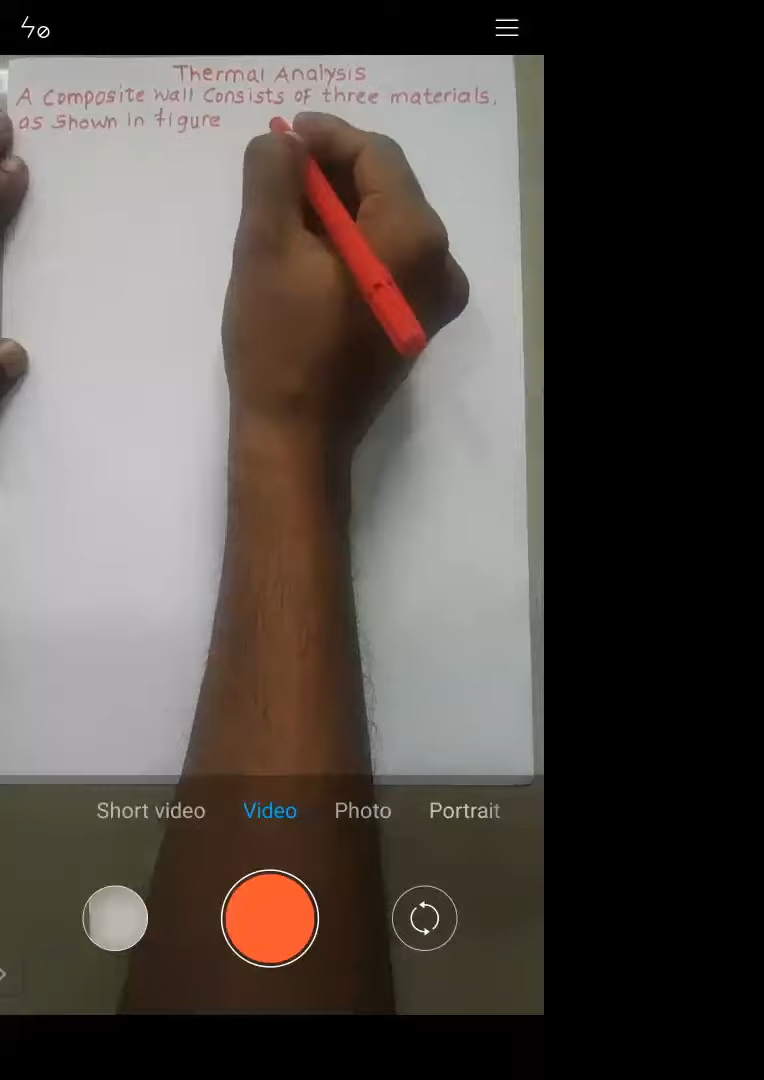 Thermal Analysis
A Composite wall Consists of three materials,
as shown in figure
Short video Video Photo Portrait